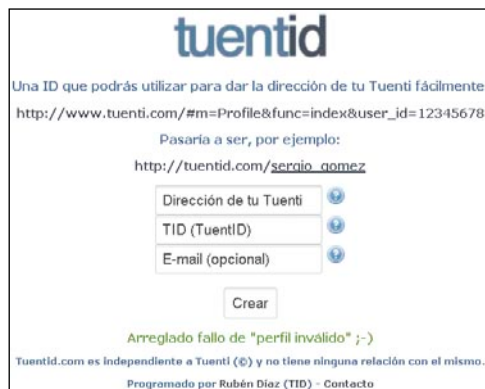 tuentid
Una ID que podrás utilizar para dar la dirección de tu Tuenti fácilmente
http://www.tuenti.com/#m=Profile&func=index&user_id=12345678
Pasaría a ser, por ejemplo:
http://tuentid.com/sergio_gomez
Dirección de tu Tuenti
TID (TuentID)
E-mail (opcional)
Crear
Arreglado fallo de "perfil inválido" ;-)
Tuentid.com es independiente a Tuenti (©) y no tiene ninguna relación con el mismo.
Programado por Rubén Díaz (TID) - Contacto